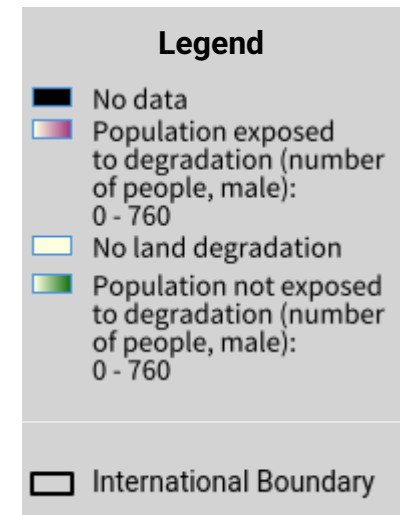 Legend
No data
Population exposed
to degradation (number
of people, male):
0 - 760
No land degradation
Population not exposed
to degradation (number
of people, male):
0 - 760
International Boundary